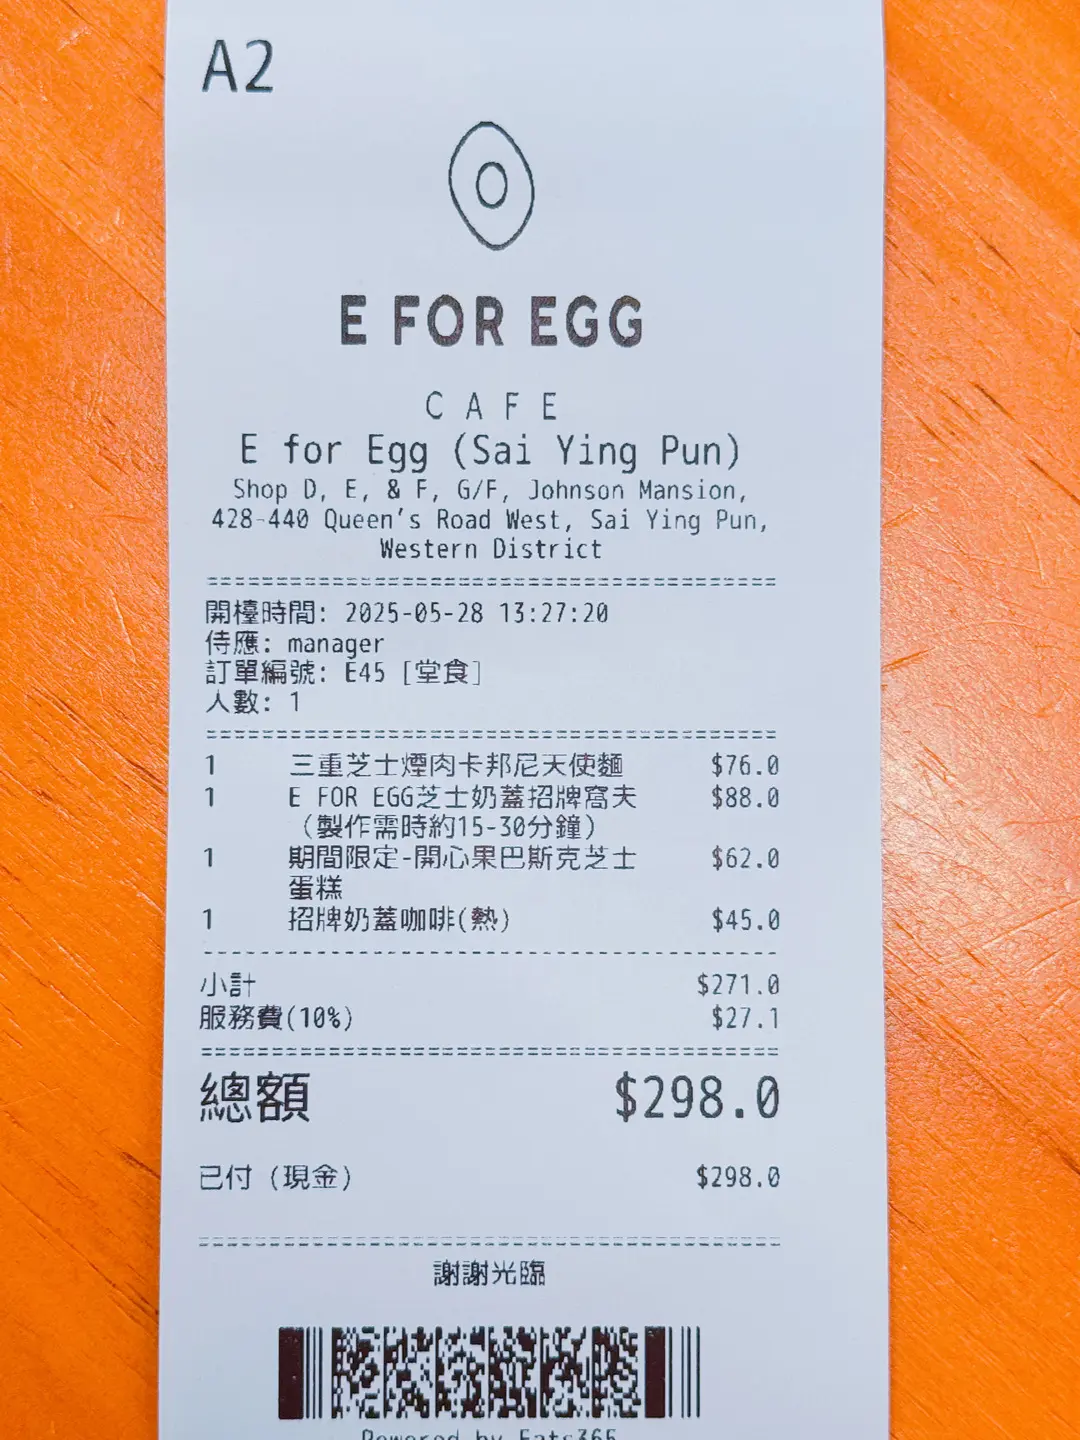 A2
E FOR EGG
CAFE
E for Egg (Sai Ying Pun)
Shop D, E, & F, G/F, Johnson Mansion,
428-440 Queen's Road West, Sai Ying Pun,
Western District
開檯時間: 2025-05-28 13:27:20
侍應: manager
訂單編號: E45 [堂食]
人數: 1
1 三重芝士煙肉卡邦尼天使麵 $76.0
1 E FOR EGG芝士奶蓋招牌窩夫 $88.0
（製作需時約15-30分鐘）
1 期間限定-開心果巴斯克芝士 $62.0
蛋糕
1 招牌奶蓋咖啡(熱) $45.0
小計 $271.0
服務費(10%) $27.1
總額 $298.0
已付 (現金) $298.0
謝謝光臨
Powered by Eats365